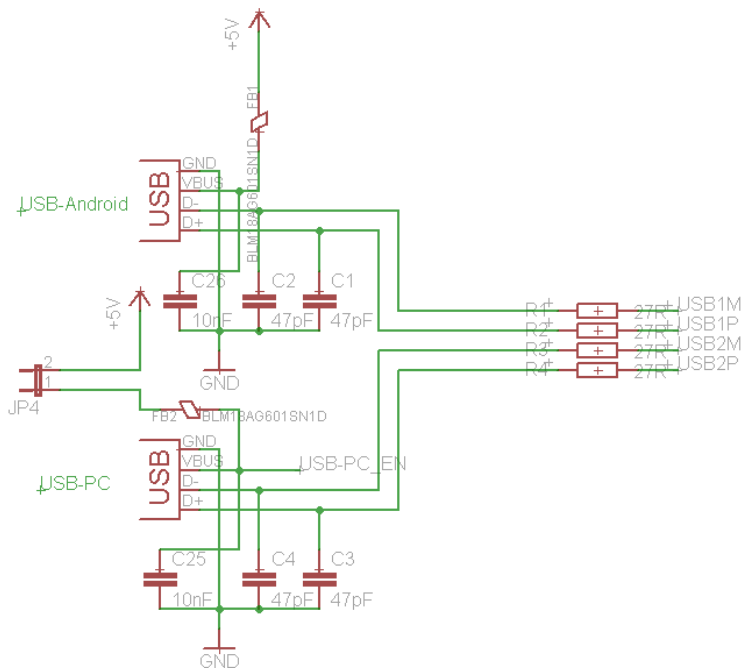 +5V
FB1
BLM18AG601SN1D
USB-Android
USB
GND
VBUS
D-
D+
C26
10nF
C2
47pF
C1
47pF
GND
+5V
R1
27R
USB1M
R2
27R
USB1P
R3
27R
USB2M
R4
27R
USB2P
2
1
JP4
FB2
BLM18AG601SN1D
USB-PC
USB
GND
VBUS
D-
D+
USB-PC_EN
C25
10nF
C4
47pF
C3
47pF
GND